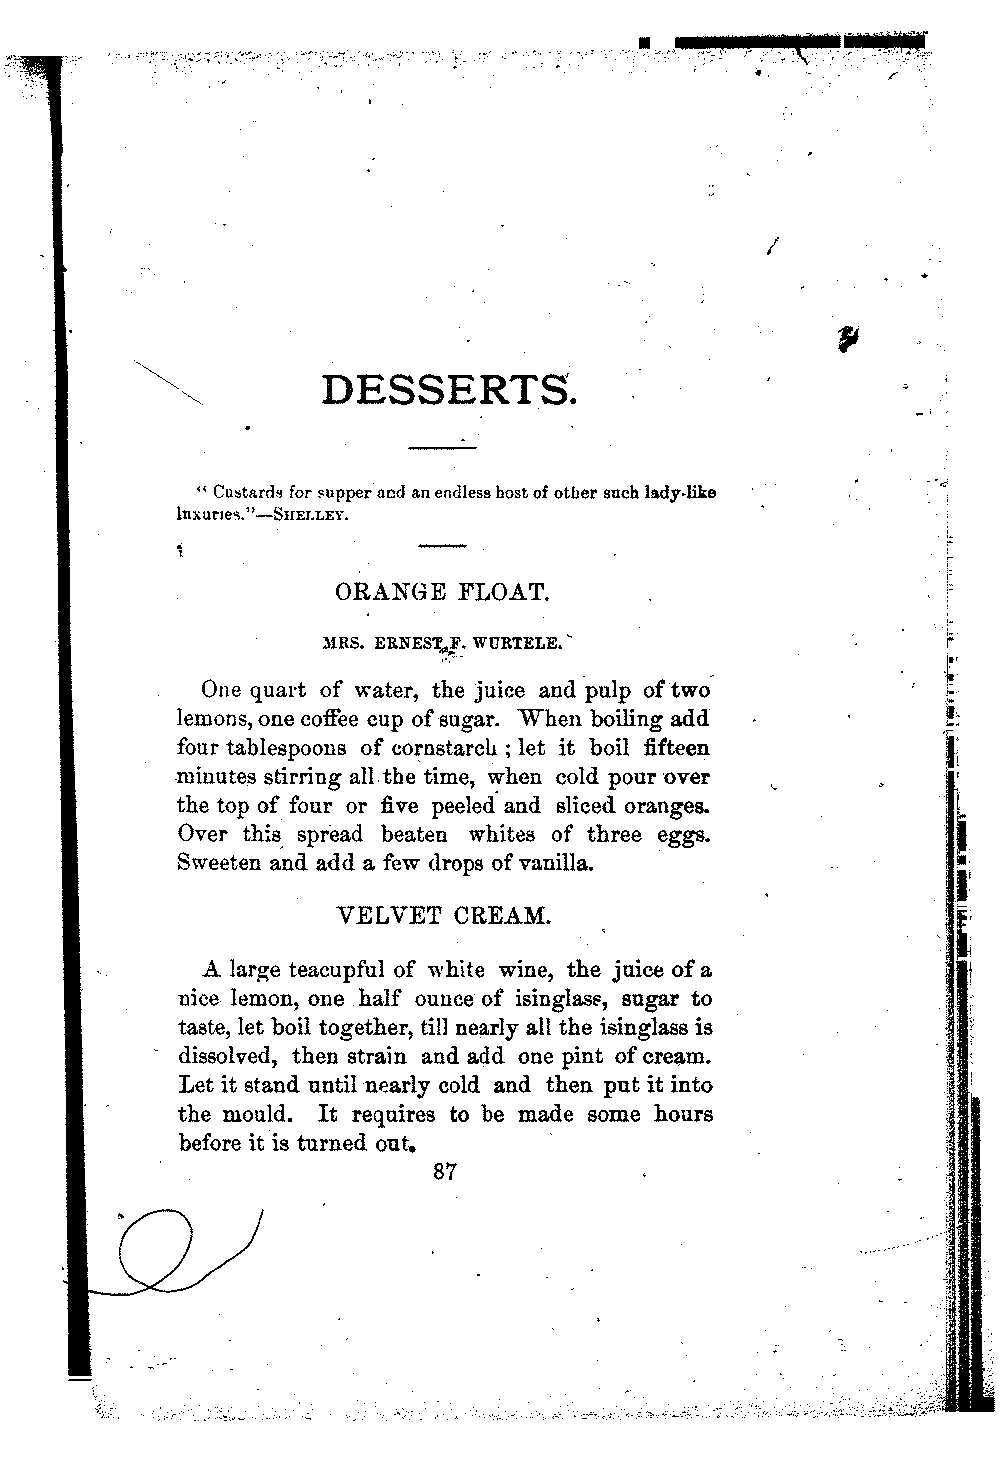 DESSERTS.
“ Custards for supper and an endless host of other such lady-like
luxuries.”—SHELLEY.
ORANGE FLOAT.
MRS. ERNEST F. WURTELE.
One quart of water, the juice and pulp of two
lemons, one coffee cup of sugar. When boiling add
four tablespoons of cornstarch ; let it boil fifteen
minutes stirring all the time, when cold pour over
the top of four or five peeled and sliced oranges.
Over this spread beaten whites of three eggs.
Sweeten and add a few drops of vanilla.
VELVET CREAM.
A large teacupful of white wine, the juice of a
nice lemon, one half ounce of isinglass, sugar to
taste, let boil together, till nearly all the isinglass is
dissolved, then strain and add one pint of cream.
Let it stand until nearly cold and then put it into
the mould. It requires to be made some hours
before it is turned out.
87